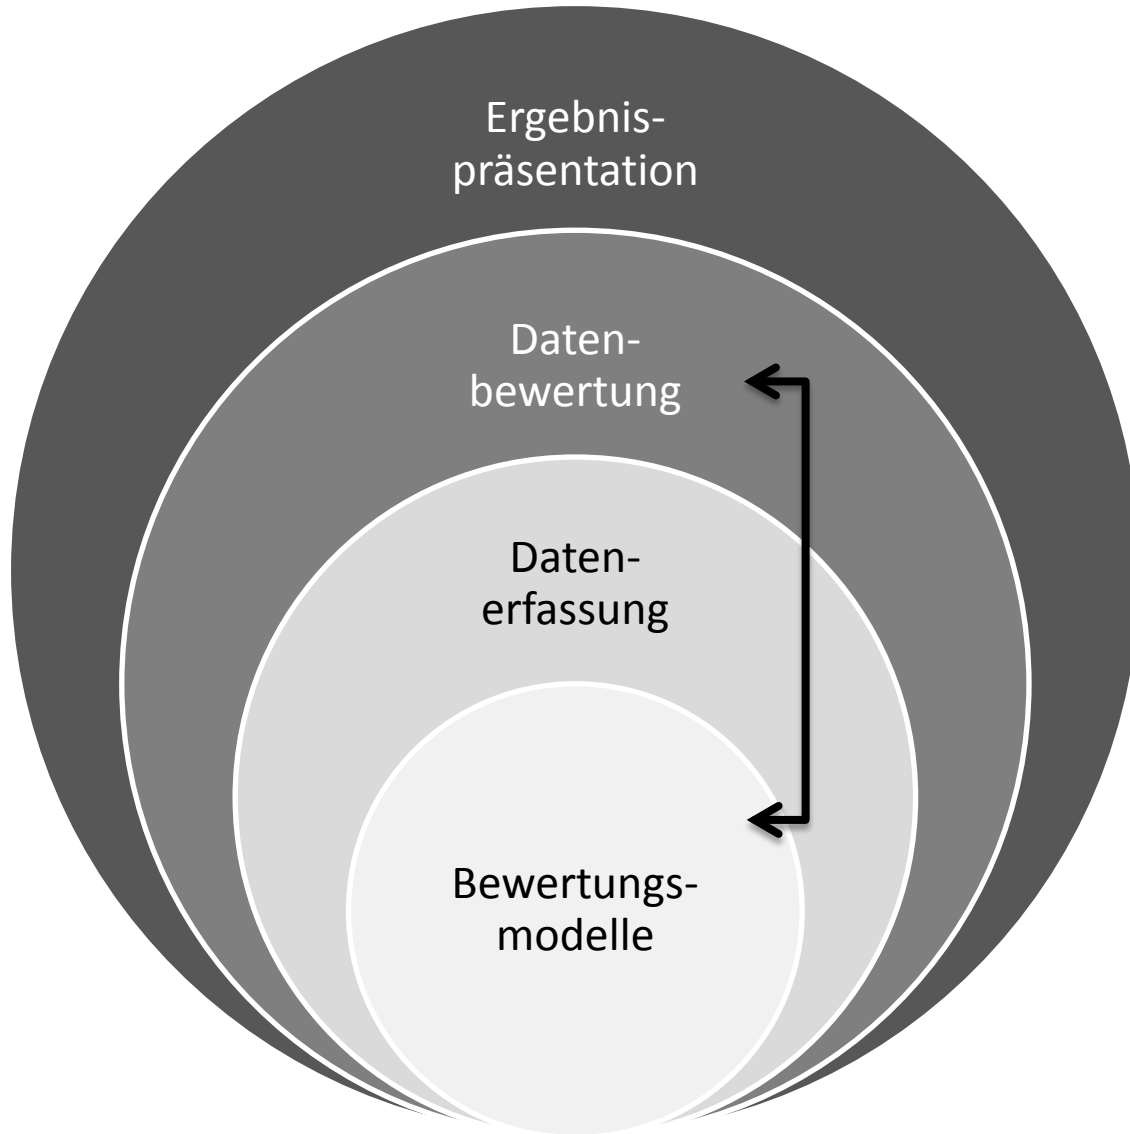 Ergebnis-
präsentation
Daten-
bewertung
Daten-
erfassung
Bewertungs-
modelle